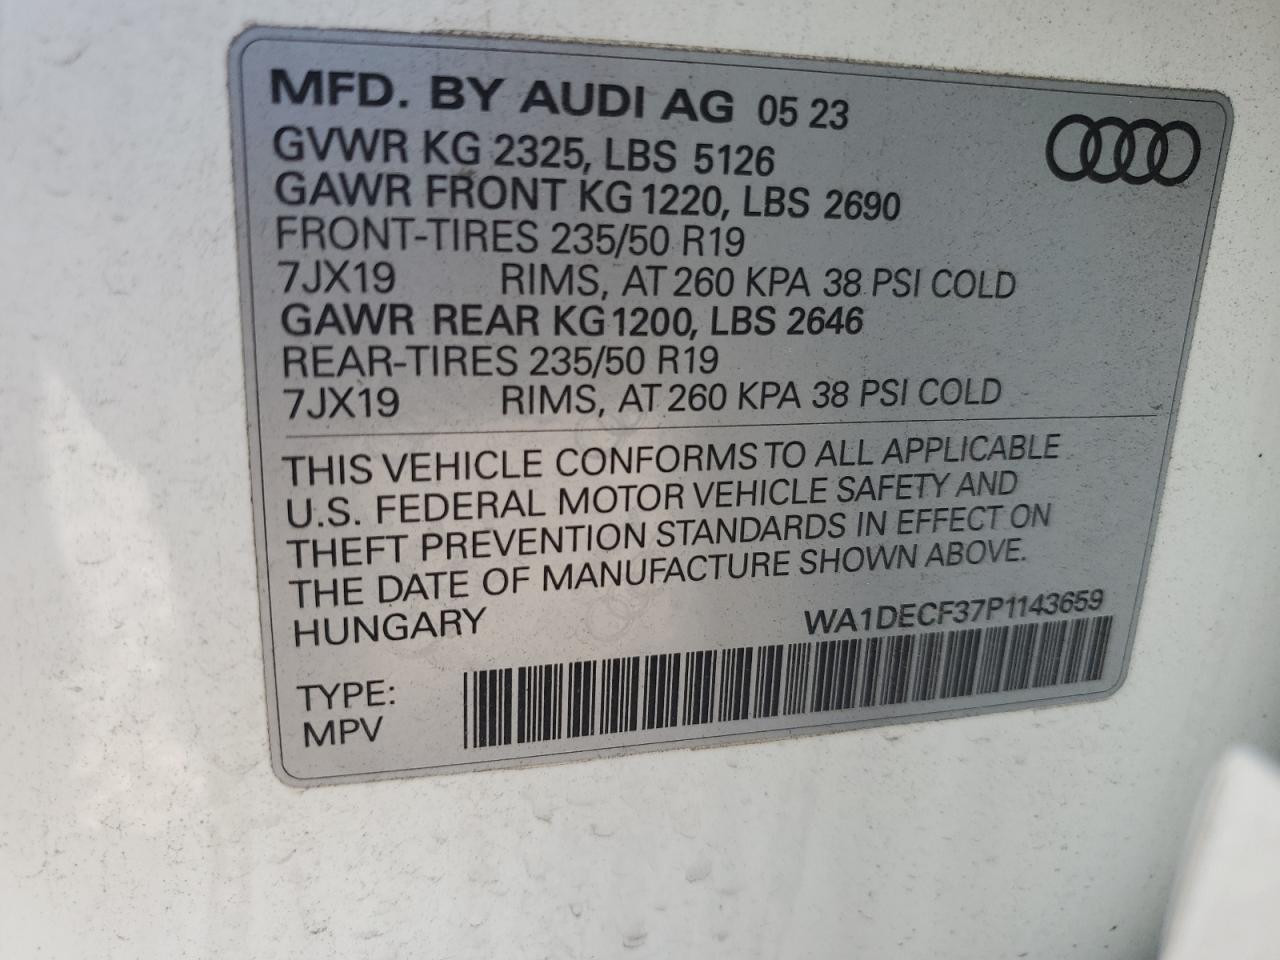 MFD. BY AUDI AG 05 23
GVWR KG 2325, LBS 5126
GAWR FRONT KG 1220, LBS 2690
FRONT-TIRES 235/50 R19
7JX19 RIMS, AT 260 KPA 38 PSI COLD
GAWR REAR KG 1200, LBS 2646
REAR-TIRES 235/50 R19
7JX19 RIMS, AT 260 KPA 38 PSI COLD
THIS VEHICLE CONFORMS TO ALL APPLICABLE
U.S. FEDERAL MOTOR VEHICLE SAFETY AND
THEFT PREVENTION STANDARDS IN EFFECT ON
THE DATE OF MANUFACTURE SHOWN ABOVE.
HUNGARY WA1DECF37P1143659
TYPE:
MPV